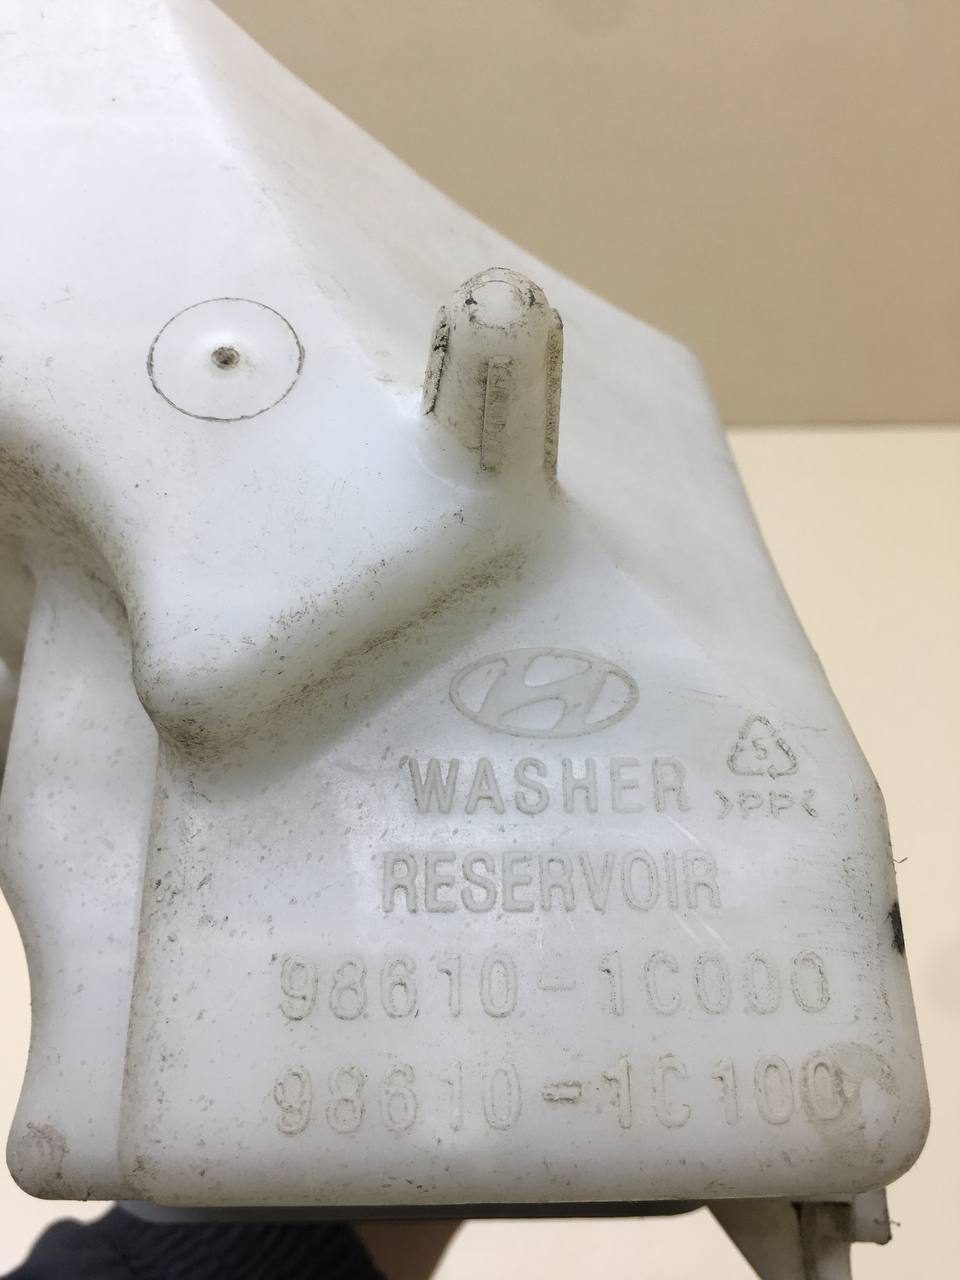 WASHER
5
>PP<
RESERVOIR
98610-1C000
98610-1C100